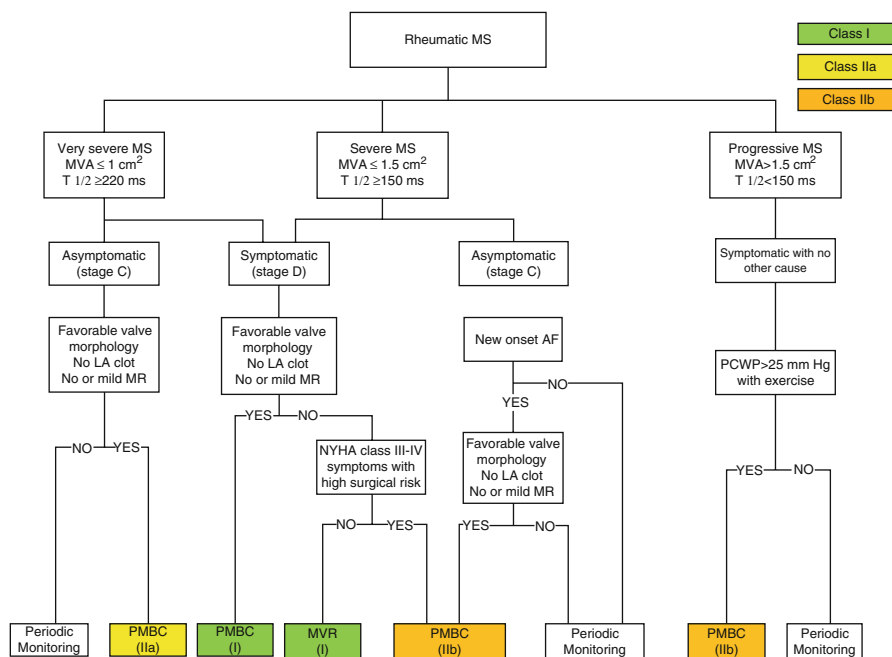 Rheumatic MS
Class I
Class IIa
Class IIb
Very severe MS
MVA ≤ 1 cm²
T 1/2 ≥220 ms
Severe MS
MVA ≤ 1.5 cm²
T 1/2 ≥150 ms
Progressive MS
MVA>1.5 cm²
T 1/2<150 ms
Asymptomatic
(stage C)
Symptomatic
(stage D)
Asymptomatic
(stage C)
Symptomatic with no
other cause
Favorable valve
morphology
No LA clot
No or mild MR
Favorable valve
morphology
No LA clot
No or mild MR
New onset AF
PCWP>25 mm Hg
with exercise
NO
YES
YES
NO
YES
NO
NYHA class III-IV
symptoms with
high surgical risk
Favorable valve
morphology
No LA clot
No or mild MR
YES
NO
NO
YES
YES
NO
Periodic
Monitoring
PMBC
(IIa)
PMBC
(I)
MVR
(I)
PMBC
(IIb)
Periodic
Monitoring
PMBC
(IIb)
Periodic
Monitoring